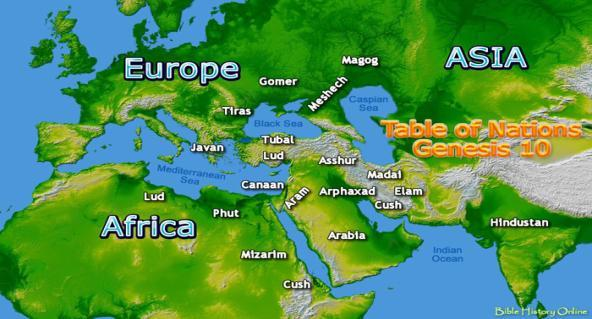 Europe
ASIA
Magog
Gomer
Meshech
Caspian
Sea
Tiras
Black Sea
Table of Nations
Genesis 10
Tubal
Lud
Javan
Asshur
Mediterranean
Sea
Madai
Canaan
Aram
Arphaxad
Elam
Cush
Lud
Phut
Africa
Arabia
Hindustan
Mizarim
Indian
Ocean
Cush
Bible History Online